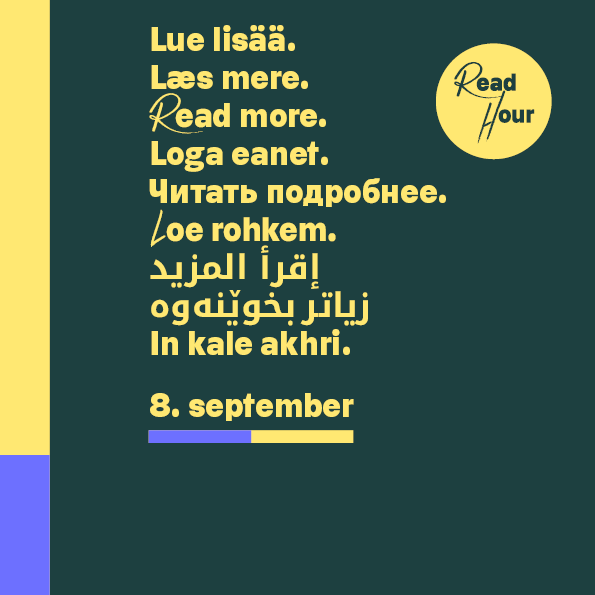 Lue lisää.
Læs mere.
Read more.
Loga eanet.
Читать подробнее.
Loe rohkem.
إقرأ المزيد
زیاتر بخوێنەوە
In kale akhri.
8. september
Read
Hour